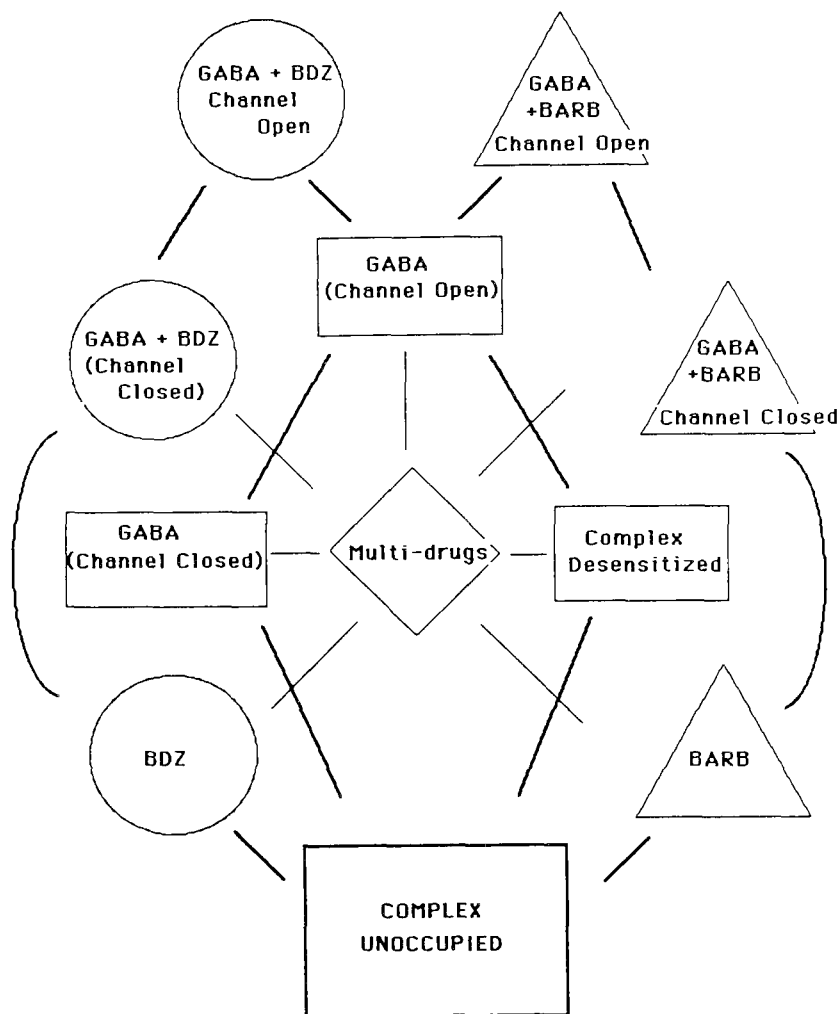 GABA + BDZ
Channel
Open
GABA
+BARB
Channel Open
GABA
(Channel Open)
GABA + BDZ
(Channel
Closed)
GABA
+BARB
Channel Closed
GABA
(Channel Closed)
Multi-drugs
Complex
Desensitized
BDZ
BARB
COMPLEX
UNOCCUPIED